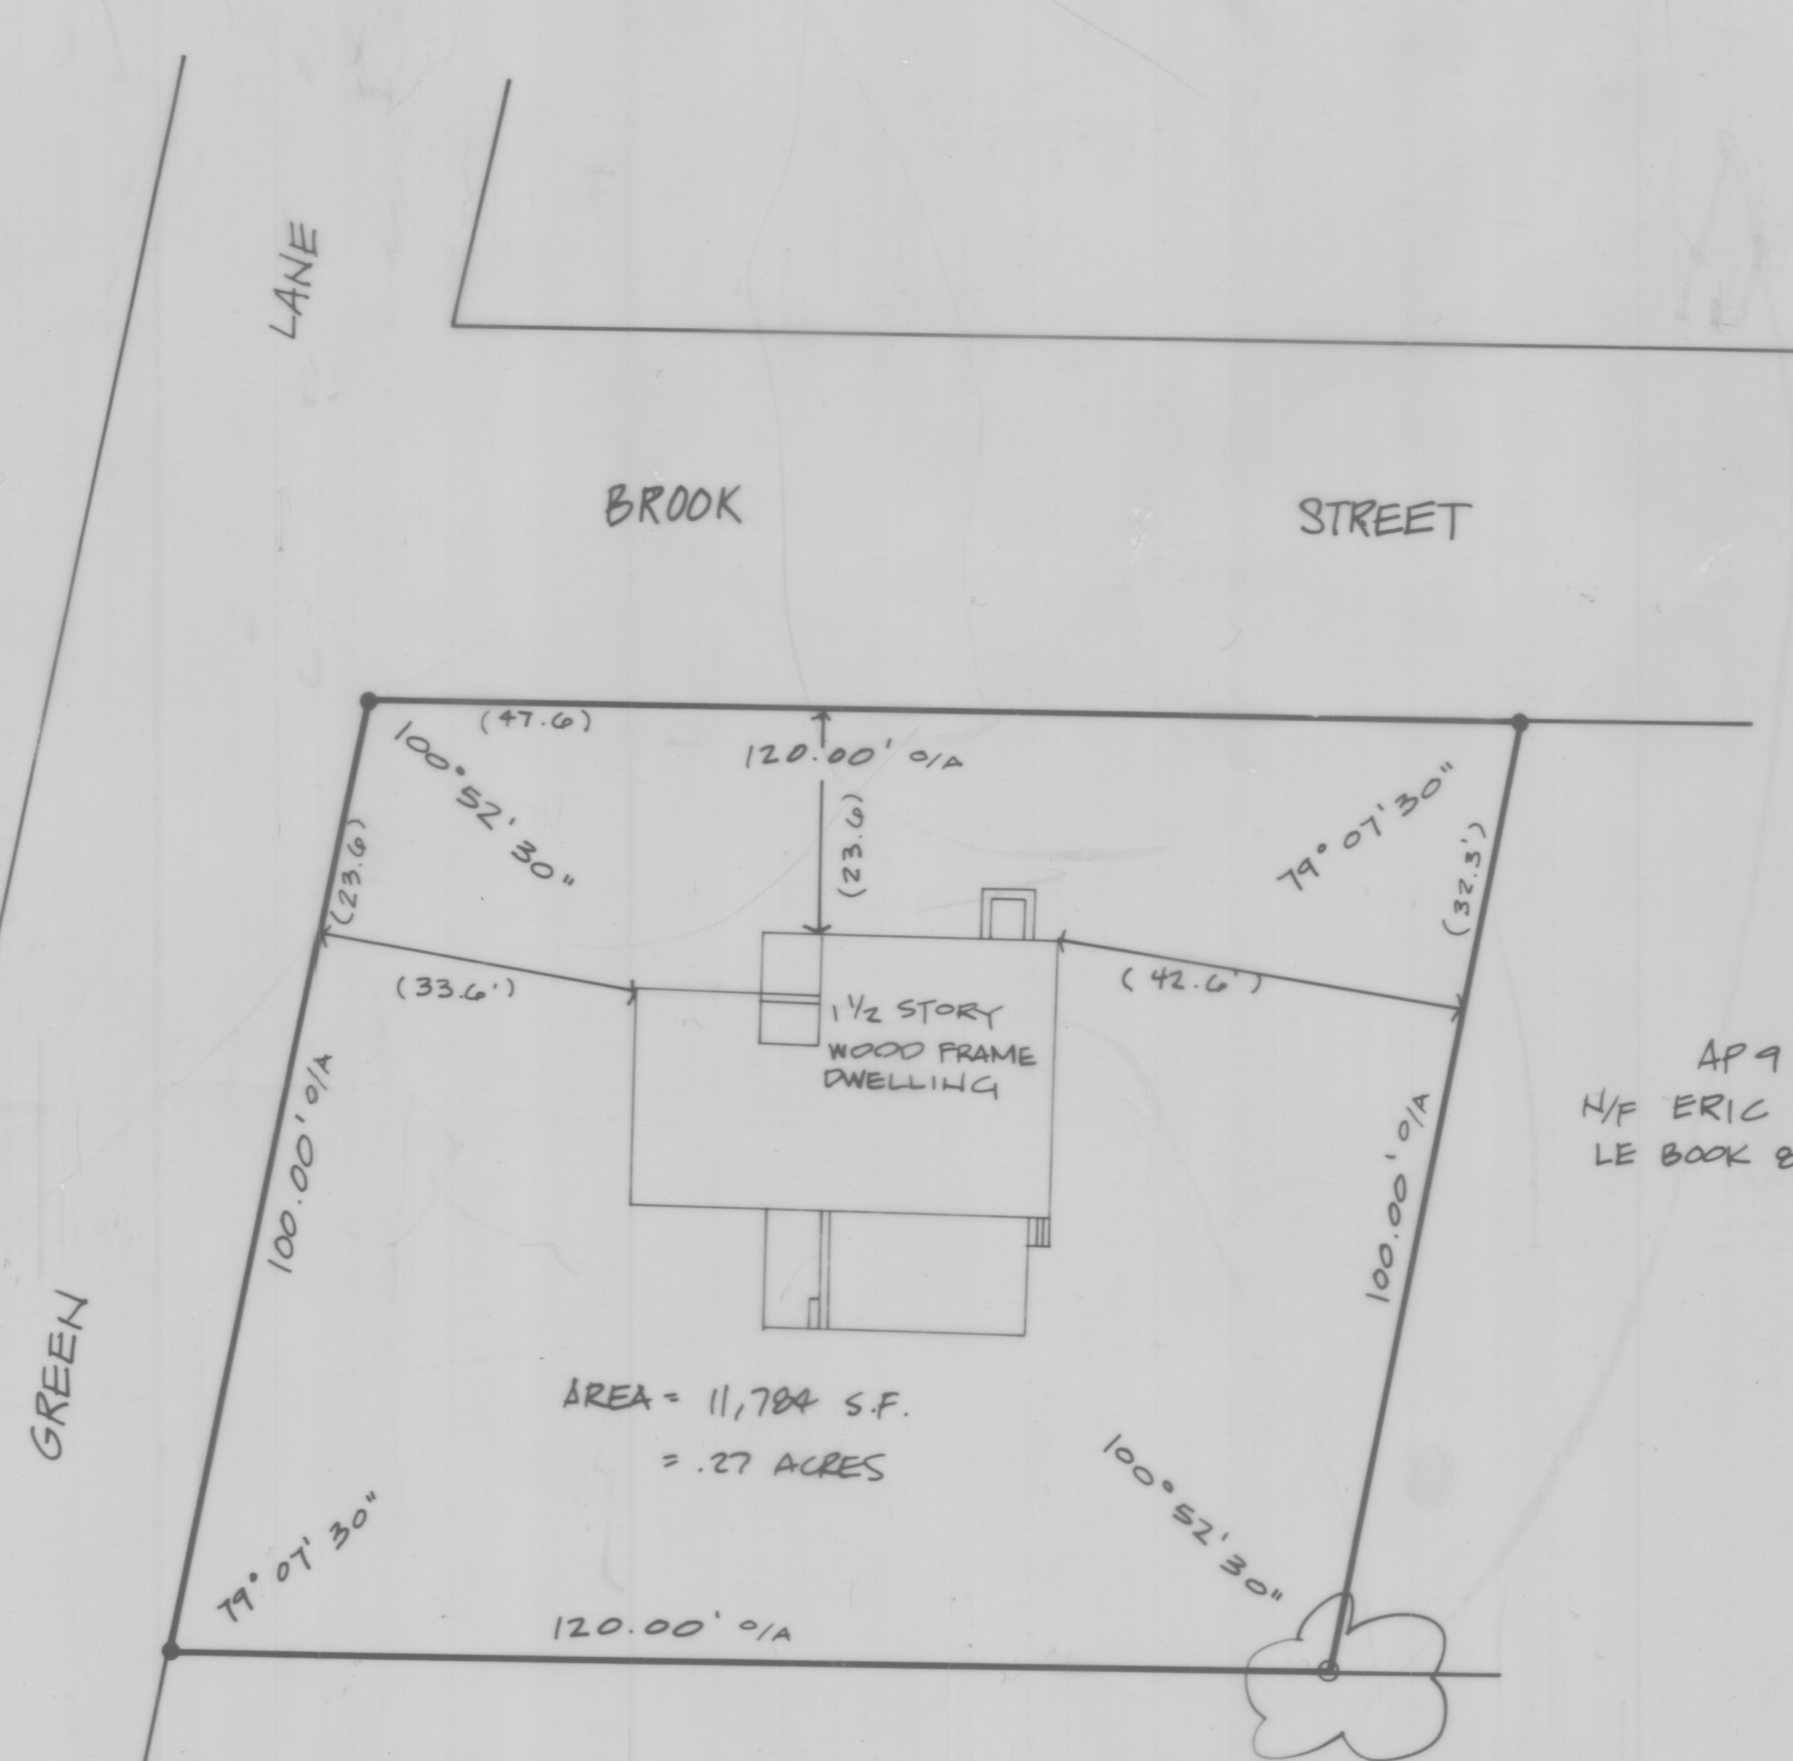 LANE
BROOK STREET
(47.6)
120.00' O/A
100° 52' 30"
79° 07' 30"
(23.6)
(23.6)
(32.3')
(33.6')
(42.6')
1 1/2 STORY
WOOD FRAME
DWELLING
AP 9
N/F ERIC
LE BOOK
100.00' O/A
100.00' O/A
GREEN
AREA = 11,784 S.F.
= .27 ACRES
79° 07' 30"
100° 52' 30"
120.00' O/A